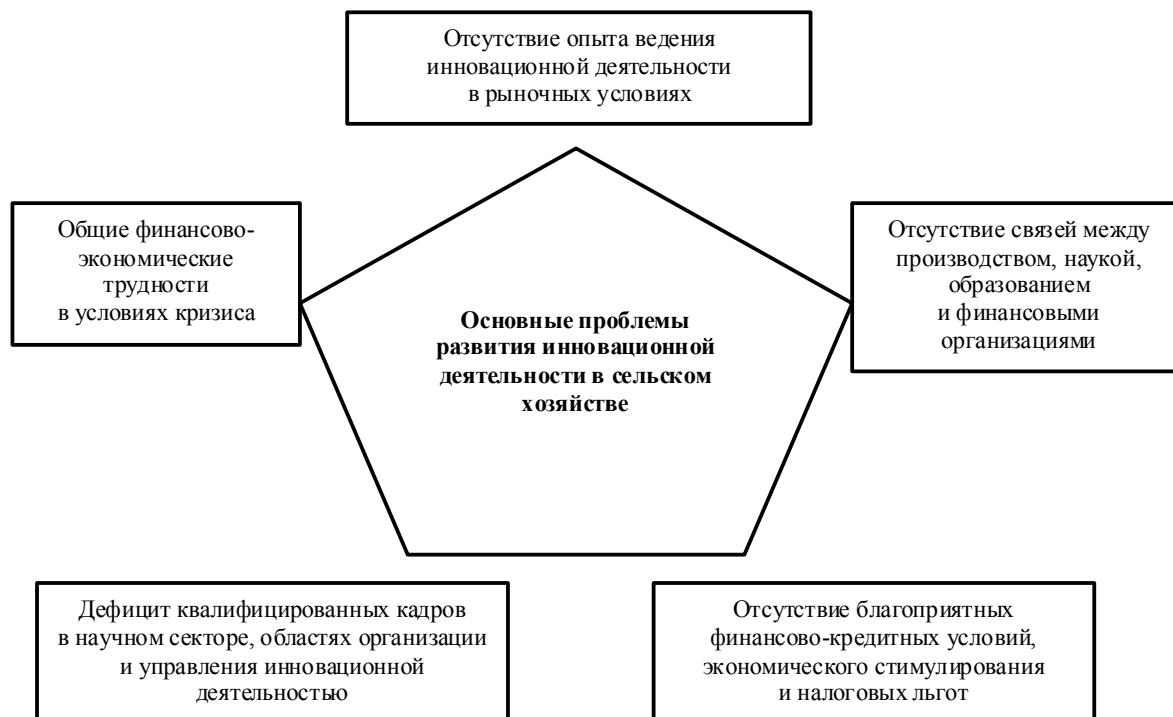 Отсутствие опыта ведения
инновационной деятельности
в рыночных условиях
Общие финансово-
экономические
трудности
в условиях кризиса
Отсутствие связей между
производством, наукой,
образованием
и финансовыми
организациями
Основные проблемы
развития инновационной
деятельности в сельском
хозяйстве
Дефицит квалифицированных кадров
в научном секторе, областях организации
и управления инновационной
деятельностью
Отсутствие благоприятных
финансово-кредитных условий,
экономического стимулирования
и налоговых льгот